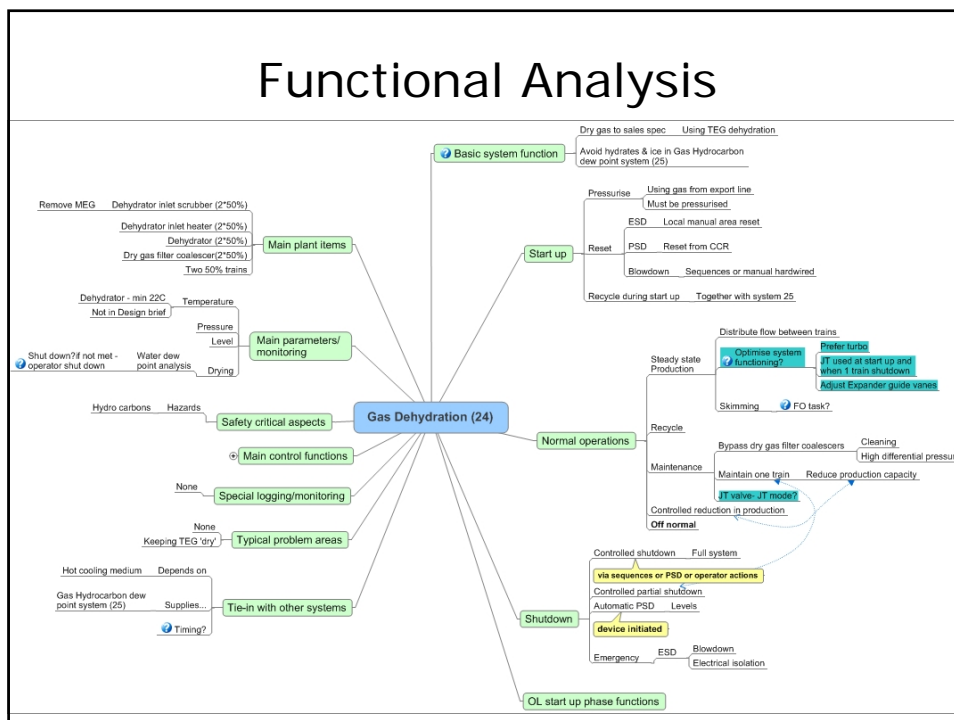 Functional Analysis
Gas Dehydration (24)
Basic system function
Dry gas to sales spec
Using TEG dehydration
Avoid hydrates & ice in Gas Hydrocarbon
dew point system (25)
Start up
Pressurise
Using gas from export line
Must be pressurised
Reset
ESD
Local manual area reset
PSD
Reset from CCR
Blowdown
Sequences or manual hardwired
Recycle during start up
Together with system 25
Normal operations
Steady state
Production
Distribute flow between trains
Optimise system
functioning?
Prefer turbo
JT used at start up and
when 1 train shutdown
Adjust Expander guide vanes
Skimming
FO task?
Recycle
Maintenance
Bypass dry gas filter coalescers
Cleaning
High differential pressur
Maintain one train
Reduce production capacity
JT valve- JT mode?
Controlled reduction in production
Off normal
Shutdown
Controlled shutdown
Full system
via sequences or PSD or operator actions
Controlled partial shutdown
Automatic PSD
Levels
device initiated
Emergency
ESD
Blowdown
Electrical isolation
OL start up phase functions
Main plant items
Remove MEG
Dehydrator inlet scrubber (2*50%)
Dehydrator inlet heater (2*50%)
Dehydrator (2*50%)
Dry gas filter coalescer(2*50%)
Two 50% trains
Main parameters/
monitoring
Dehydrator - min 22C
Temperature
Not in Design brief
Pressure
Level
Shut down?if not met -
operator shut down
Water dew
point analysis
Drying
Safety critical aspects
Hydro carbons
Hazards
Main control functions
Special logging/monitoring
None
Typical problem areas
None
Keeping TEG 'dry'
Tie-in with other systems
Hot cooling medium
Depends on
Gas Hydrocarbon dew
point system (25)
Supplies...
Timing?